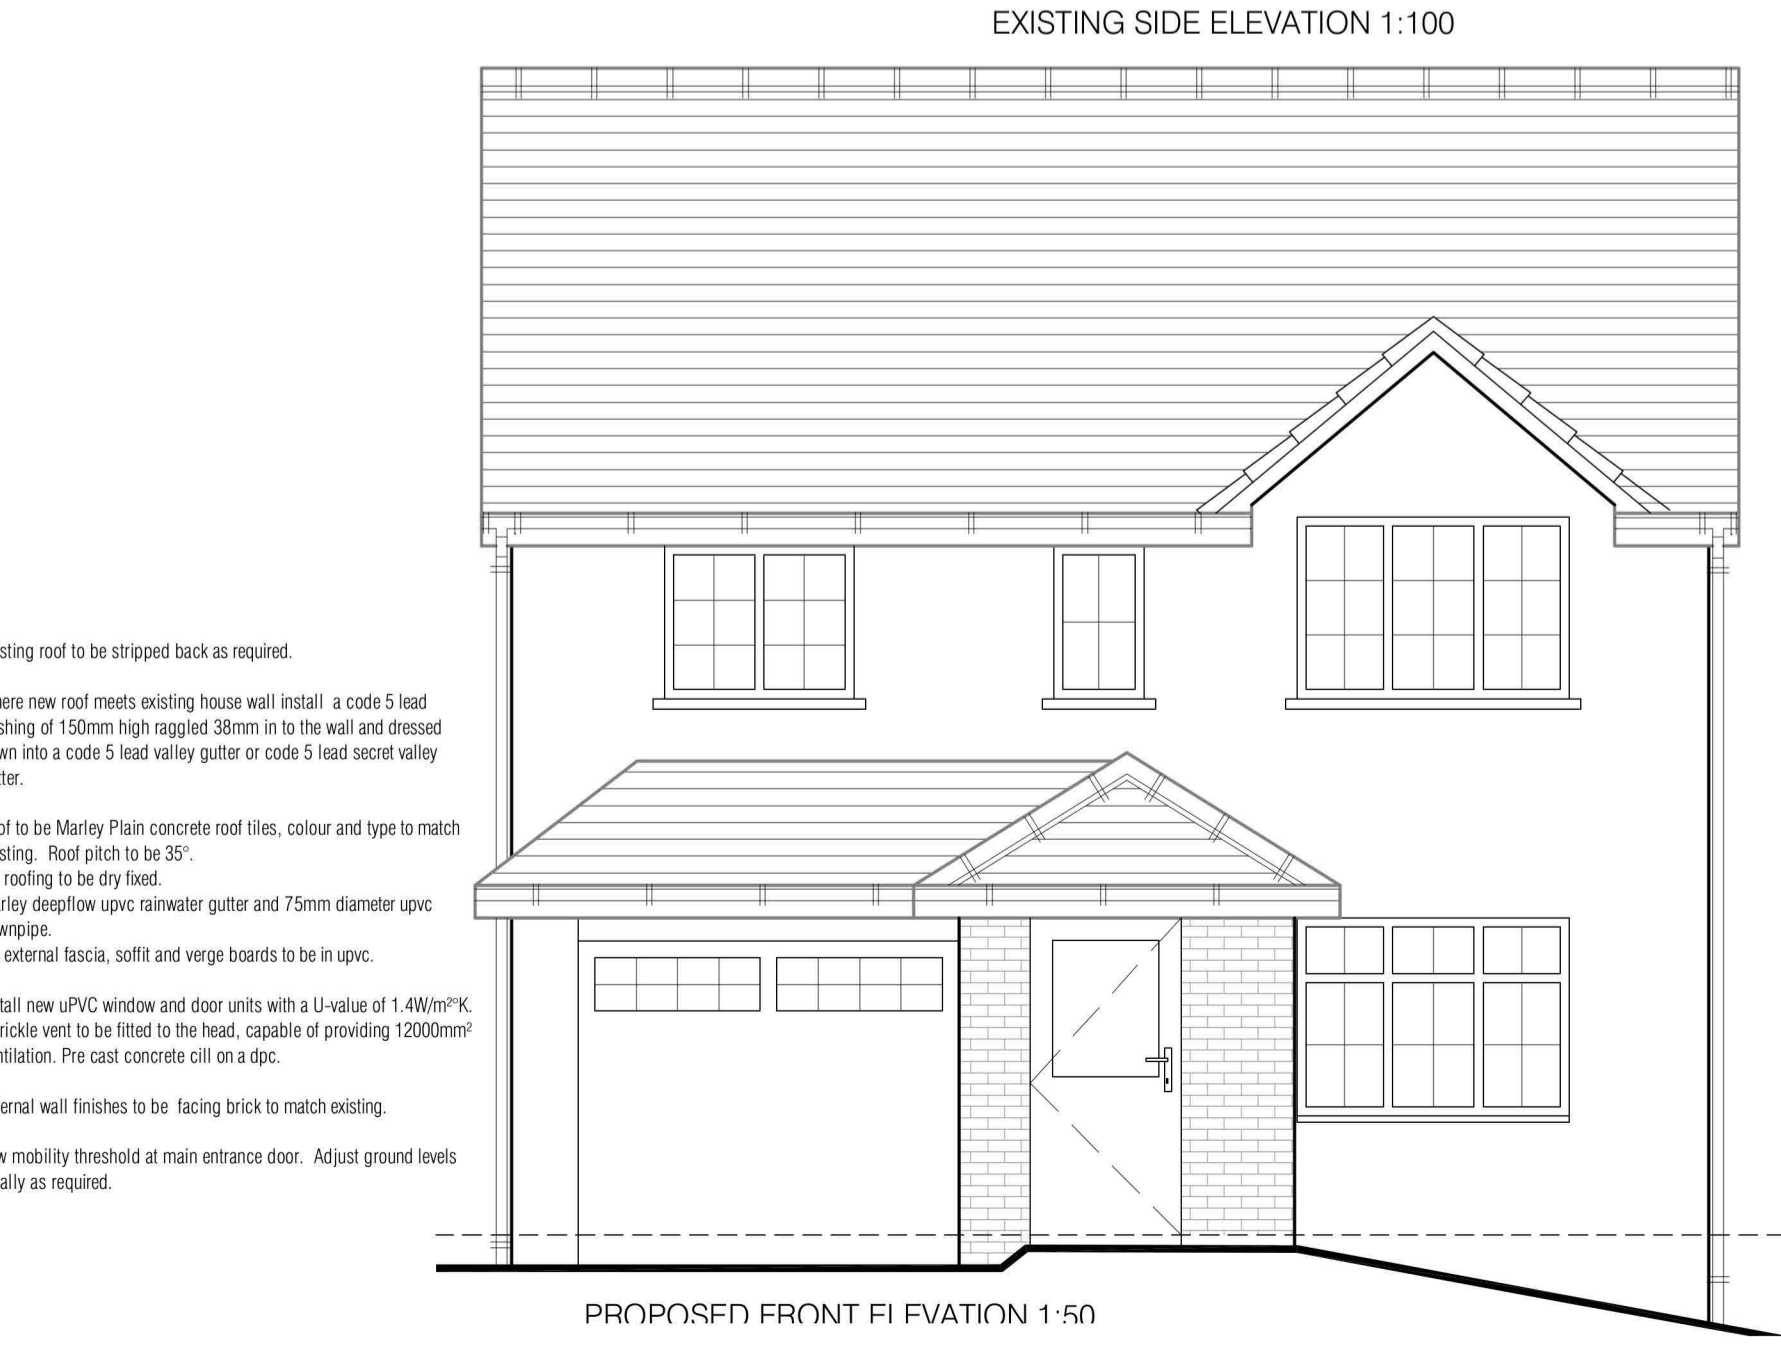 EXISTING SIDE ELEVATION 1:100
sting roof to be stripped back as required.
here new roof meets existing house wall install a code 5 lead
shing of 150mm high raggled 38mm in to the wall and dressed
wn into a code 5 lead valley gutter or code 5 lead secret valley
tter.
of to be Marley Plain concrete roof tiles, colour and type to match
sting. Roof pitch to be 35°.
roofing to be dry fixed.
rley deepflow upvc rainwater gutter and 75mm diameter upvc
wnpipe.
external fascia, soffit and verge boards to be in upvc.
tall new uPVC window and door units with a U-value of 1.4W/m²°K.
rickle vent to be fitted to the head, capable of providing 12000mm²
ntilation. Pre cast concrete cill on a dpc.
ernal wall finishes to be facing brick to match existing.
w mobility threshold at main entrance door. Adjust ground levels
ally as required.
PROPOSED FRONT ELEVATION 1:50